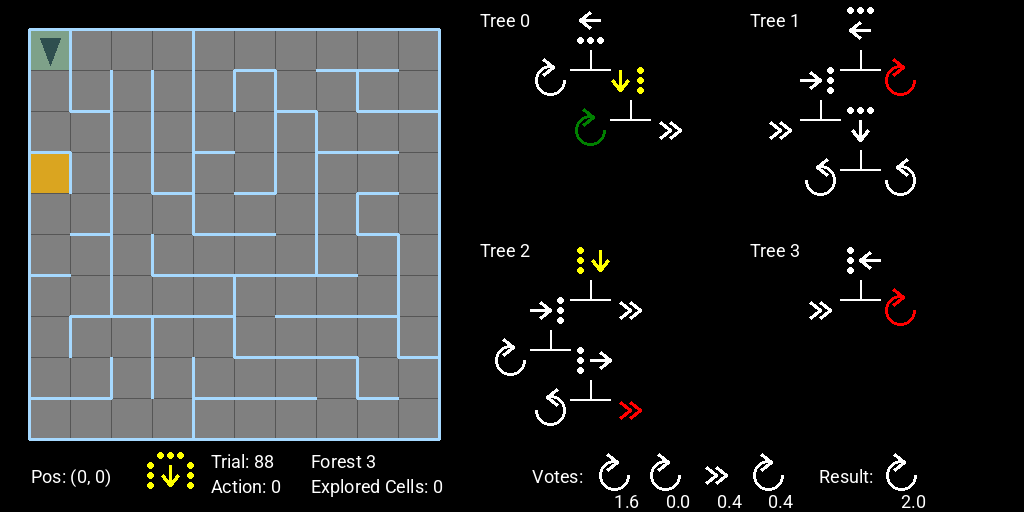 Tree 0
Tree 1
Tree 2
Tree 3
Pos: (0, 0)
Trial: 88
Forest 3
Action: 0
Explored Cells: 0
Votes:
1.6
0.0
0.4
0.4
Result:
2.0